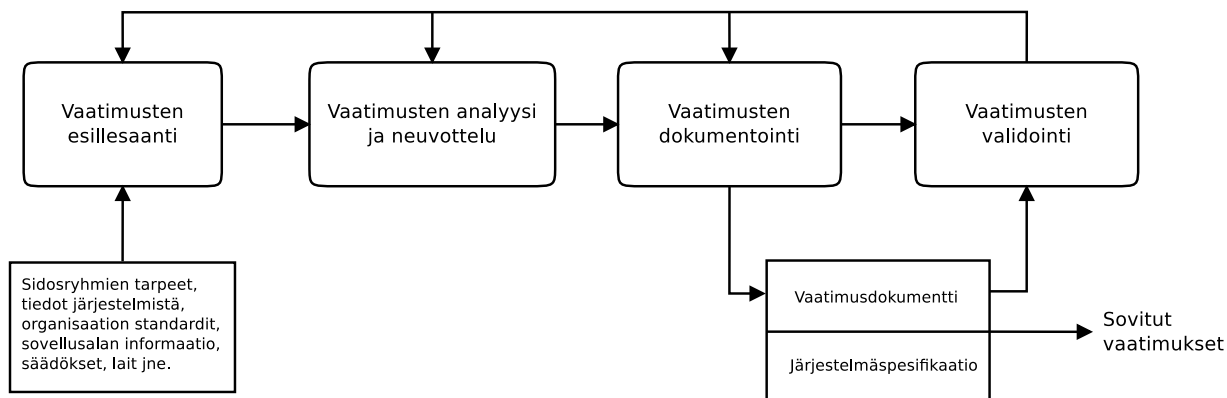 Vaatimusten
esillesaanti
Vaatimusten analyysi
ja neuvottelu
Vaatimusten
dokumentointi
Vaatimusten
validointi
Sidosryhmien tarpeet,
tiedot järjestelmistä,
organisaation standardit,
sovellusalan informaatio,
säädökset, lait jne.
Vaatimusdokumentti
Järjestelmäspesifikaatio
Sovitut
vaatimukset